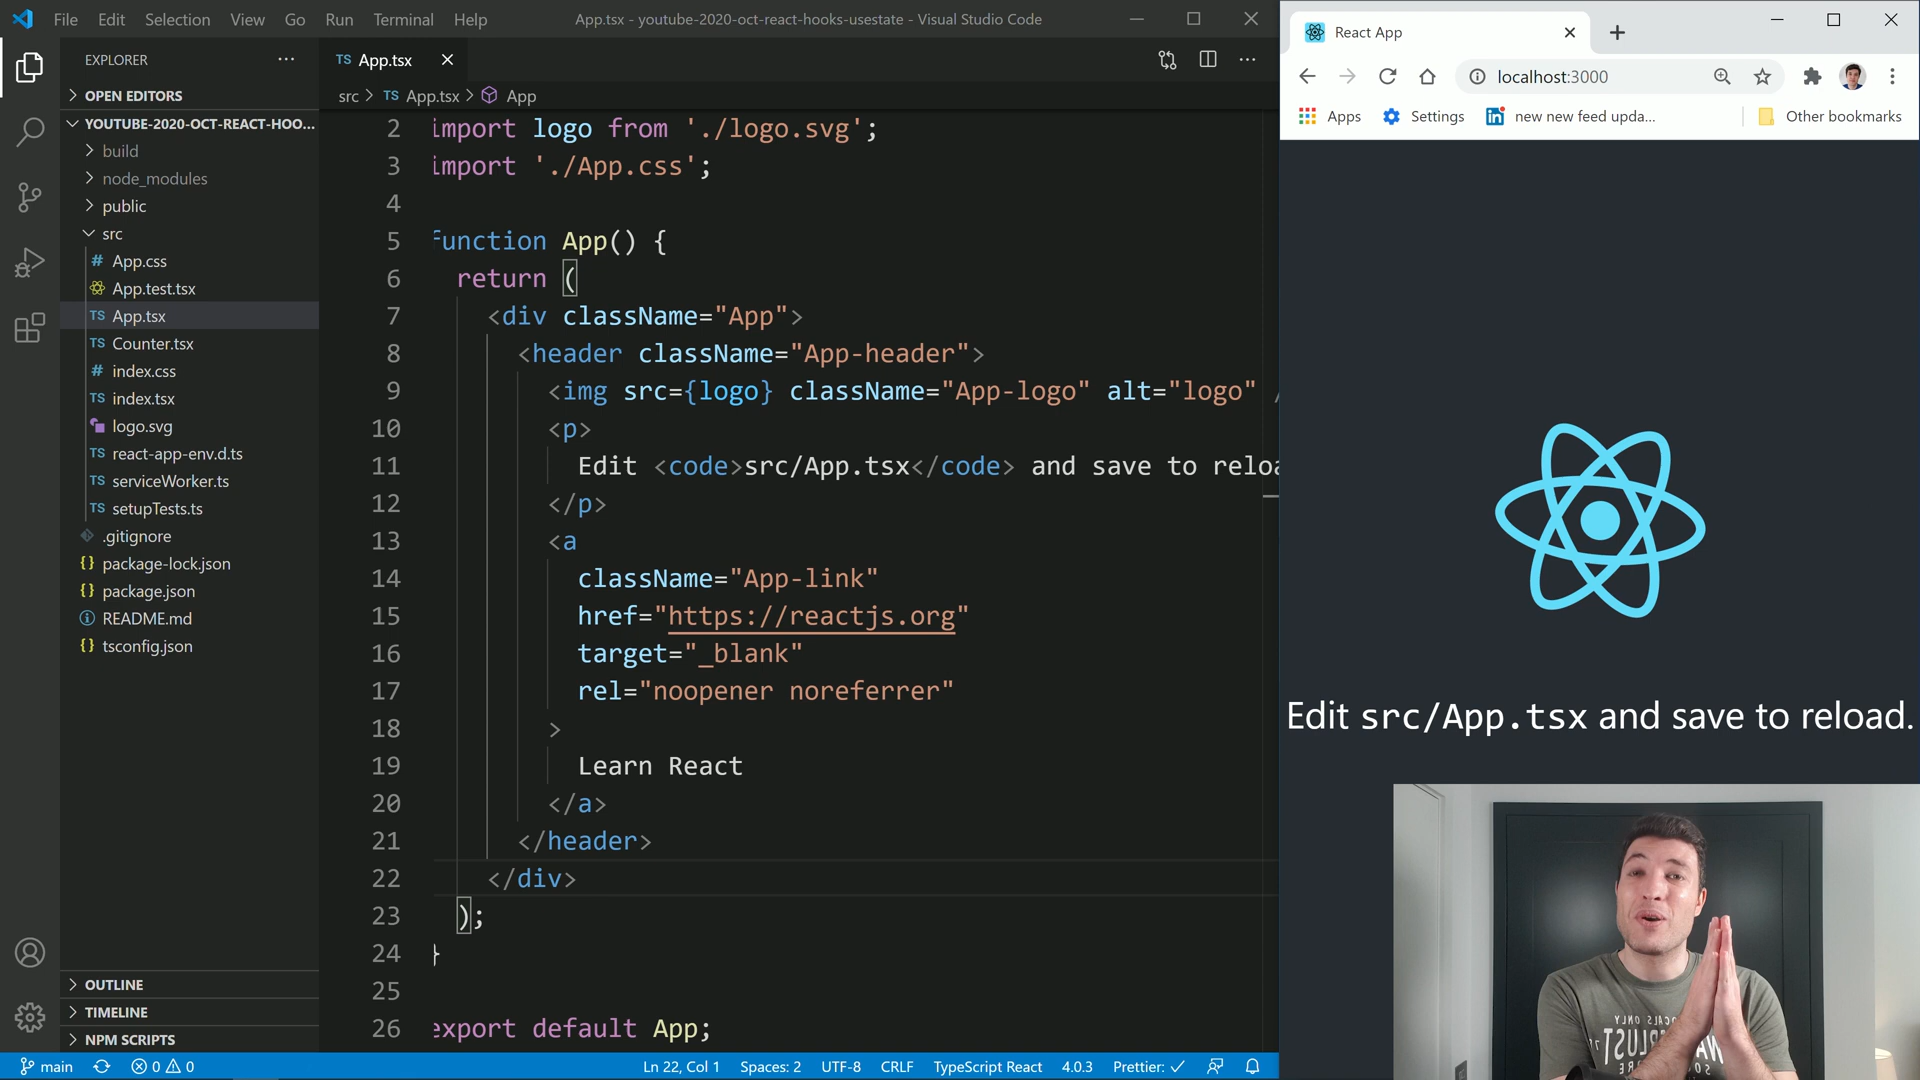 File Edit Selection View Go Run Terminal Help
App.tsx - youtube-2020-oct-react-hooks-usestate - Visual Studio Code
EXPLORER
OPEN EDITORS
YOUTUBE-2020-OCT-REACT-HOO...
build
node_modules
public
src
# App.css
App.test.tsx
TS App.tsx
TS Counter.tsx
# index.css
TS index.tsx
logo.svg
TS react-app-env.d.ts
TS serviceWorker.ts
TS setupTests.ts
.gitignore
{} package-lock.json
{} package.json
README.md
{} tsconfig.json
OUTLINE
TIMELINE
NPM SCRIPTS
TS App.tsx
src > TS App.tsx > App
2 import logo from './logo.svg';
3 import './App.css';
4
5 function App() {
6 return (
7 <div className="App">
8 <header className="App-header">
9 <img src={logo} className="App-logo" alt="logo" /
10 <p>
11 Edit <code>src/App.tsx</code> and save to reloa
12 </p>
13 <a
14 className="App-link"
15 href="https://reactjs.org"
16 target="_blank"
17 rel="noopener noreferrer"
18 >
19 Learn React
20 </a>
21 </header>
22 </div>
23 );
24 }
25
26 export default App;
main 0 0 Ln 22, Col 1 Spaces: 2 UTF-8 CRLF TypeScript React 4.0.3 Prettier: ✓
React App
localhost:3000
Apps Settings new new feed upda... Other bookmarks
Edit src/App.tsx and save to reload.